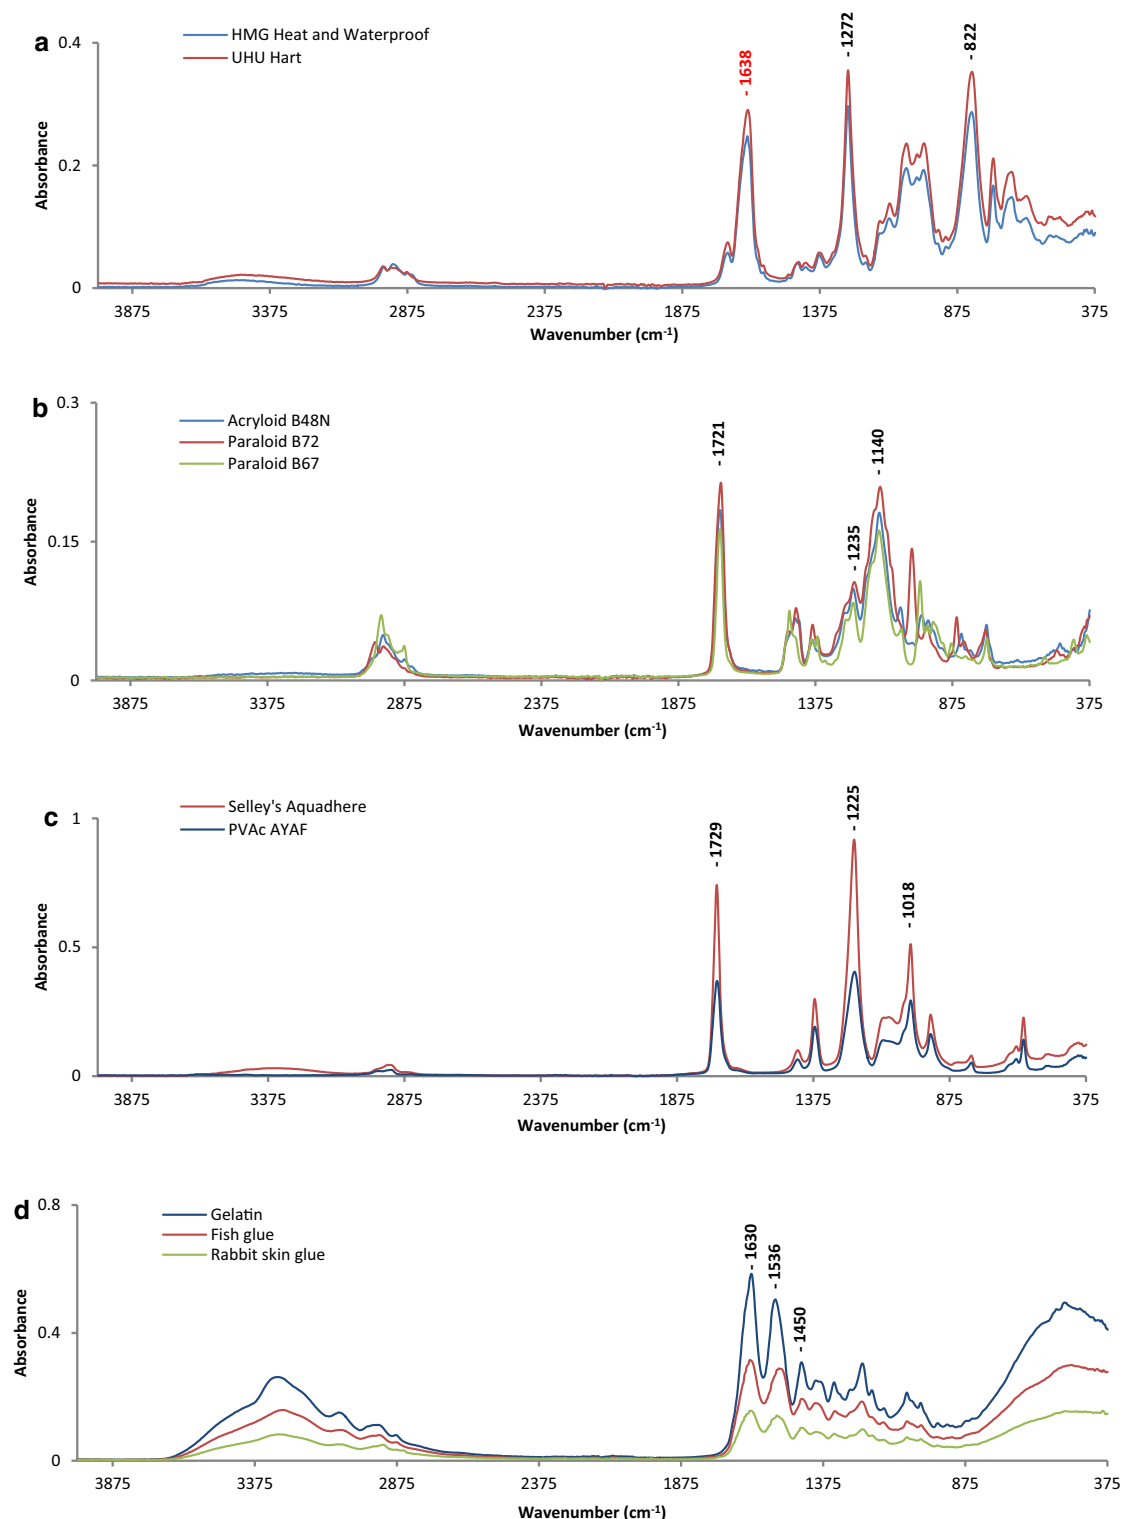 a
HMG Heat and Waterproof
UHU Hart
- 1638
- 1272
- 822
0.4
0.2
0
Absorbance
3875
3375
2875
2375
1875
1375
875
375
Wavenumber (cm⁻¹)
b
Acryloid B48N
Paraloid B72
Paraloid B67
- 1721
- 1235
- 1140
0.3
0.15
0
Absorbance
3875
3375
2875
2375
1875
1375
875
375
Wavenumber (cm⁻¹)
c
Selley's Aquadhere
PVAc AYAF
- 1729
- 1225
- 1018
1
0.5
0
Absorbance
3875
3375
2875
2375
1875
1375
875
375
Wavenumber (cm⁻¹)
d
Gelatin
Fish glue
Rabbit skin glue
- 1630
- 1536
- 1450
0.8
0.4
0
Absorbance
3875
3375
2875
2375
1875
1375
875
375
Wavenumber (cm⁻¹)